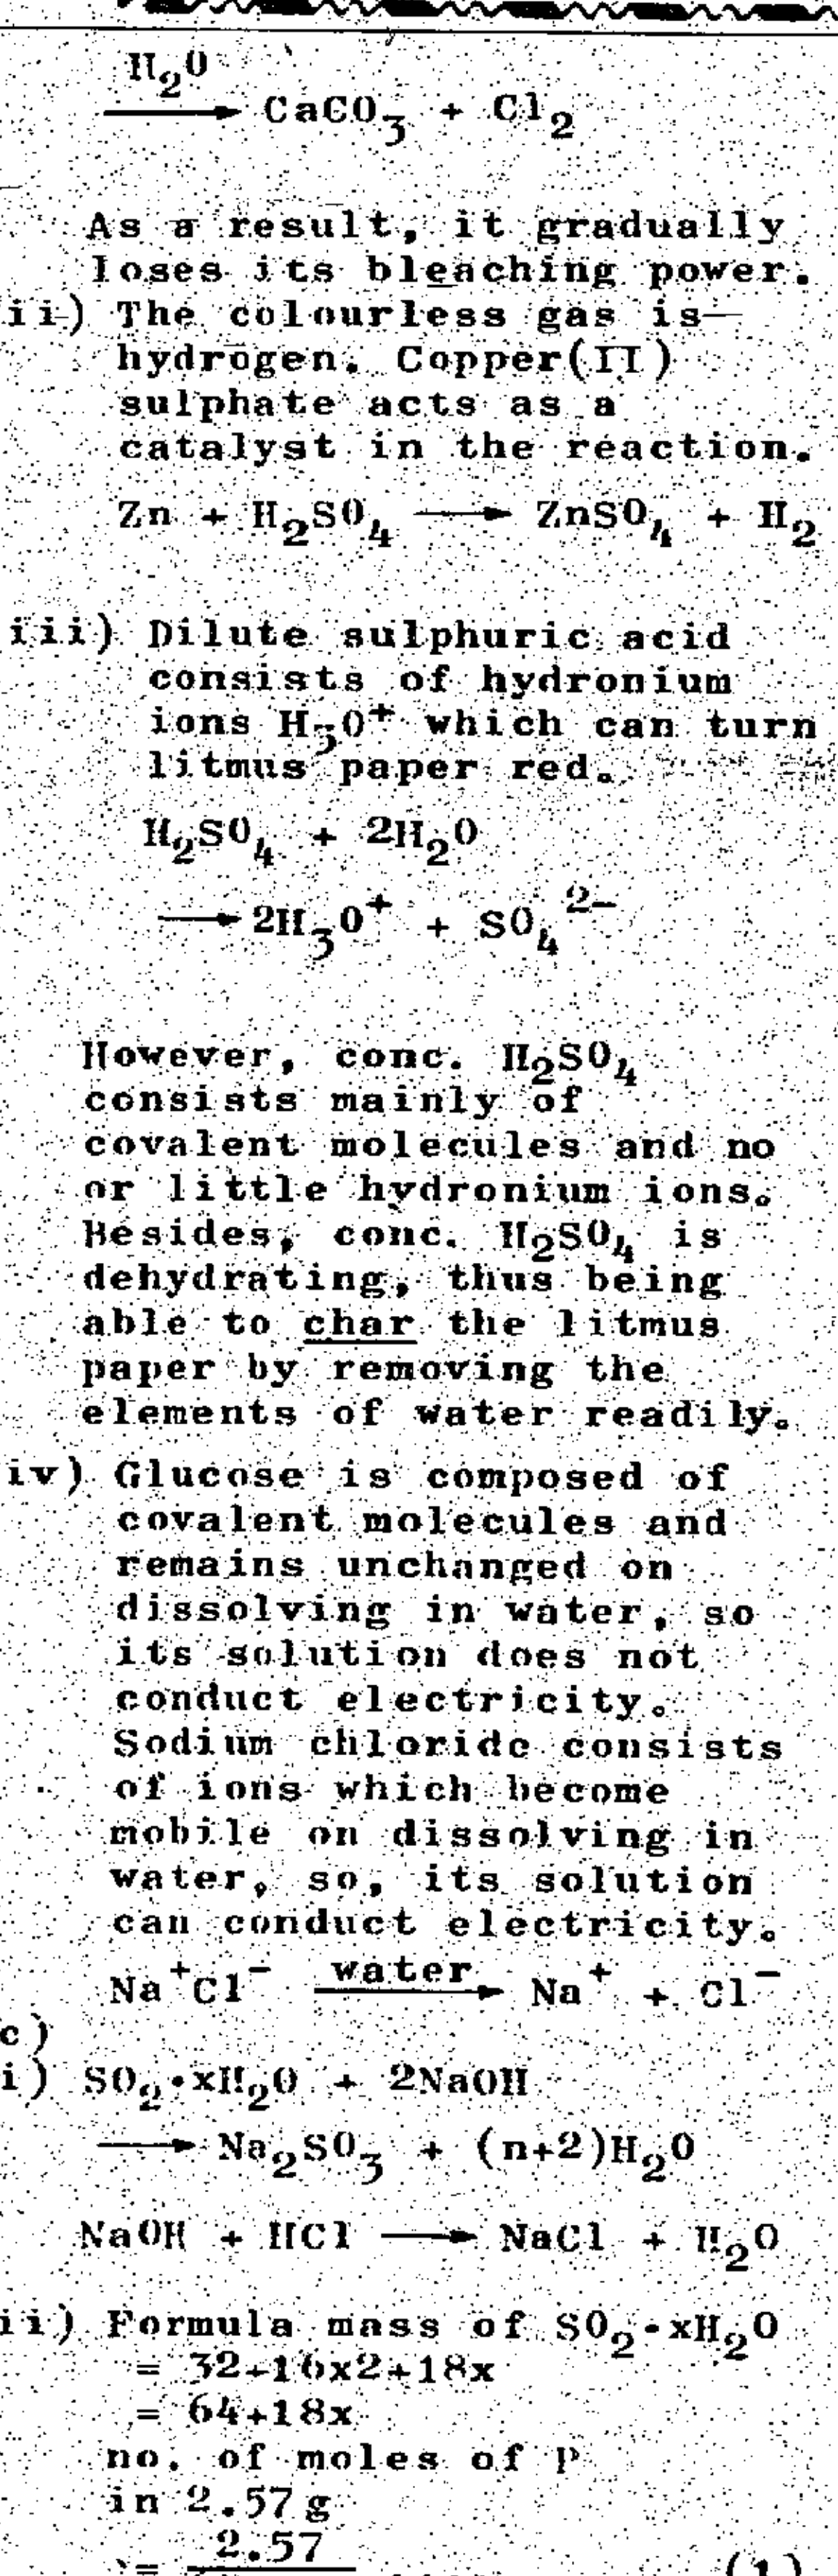 H₂O
⟶ CaCO₃ + Cl₂
As a result, it gradually
loses its bleaching power.
ii) The colourless gas is
hydrogen. Copper(II)
sulphate acts as a
catalyst in the reaction.
Zn + H₂SO₄ ⟶ ZnSO₄ + H₂
iii) Dilute sulphuric acid
consists of hydronium
ions H₃O⁺ which can turn
litmus paper red.
H₂SO₄ + 2H₂O
⟶ 2H₃O⁺ + SO₄²⁻
However, conc. H₂SO₄
consists mainly of
covalent molecules and no
or little hydronium ions.
Besides, conc. H₂SO₄ is
dehydrating, thus being
able to char the litmus
paper by removing the
elements of water readily.
iv) Glucose is composed of
covalent molecules and
remains unchanged on
dissolving in water, so
its solution does not
conduct electricity.
Sodium chloride consists
of ions which become
mobile on dissolving in
water, so, its solution
can conduct electricity.
Na⁺Cl⁻ water⟶ Na⁺ + Cl⁻
c)
i) SO₂·xH₂O + 2NaOH
⟶ Na₂SO₃ + (n+2)H₂O
NaOH + HCl ⟶ NaCl + H₂O
ii) Formula mass of SO₂·xH₂O
= 32+16x2+18x
= 64+18x
no. of moles of P
in 2.57g
= 2.57 (1)